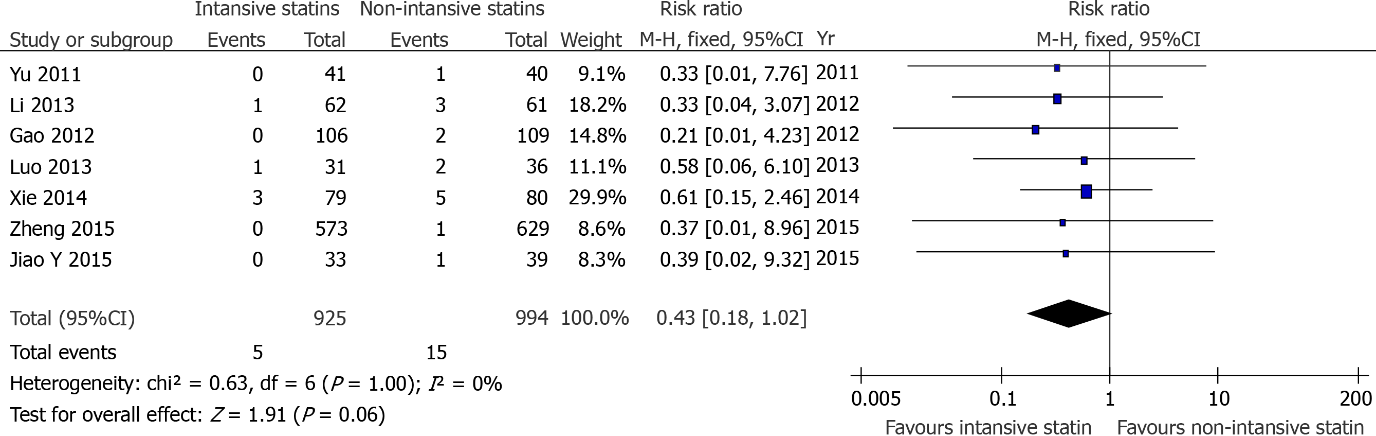 Intansive statins Non-intansive statins Risk ratio Risk ratio
Study or subgroup Events Total Events Total Weight M-H, fixed, 95%CI Yr M-H, fixed, 95%CI
Yu 2011 0 41 1 40 9.1% 0.33 [0.01, 7.76] 2011
Li 2013 1 62 3 61 18.2% 0.33 [0.04, 3.07] 2012
Gao 2012 0 106 2 109 14.8% 0.21 [0.01, 4.23] 2012
Luo 2013 1 31 2 36 11.1% 0.58 [0.06, 6.10] 2013
Xie 2014 3 79 5 80 29.9% 0.61 [0.15, 2.46] 2014
Zheng 2015 0 573 1 629 8.6% 0.37 [0.01, 8.96] 2015
Jiao Y 2015 0 33 1 39 8.3% 0.39 [0.02, 9.32] 2015
Total (95%CI) 925 994 100.0% 0.43 [0.18, 1.02]
Total events 5 15
Heterogeneity: chi² = 0.63, df = 6 (P = 1.00); I² = 0%
Test for overall effect: Z = 1.91 (P = 0.06)
0.005 0.1 1 10 200
Favours intansive statin Favours non-intansive statin